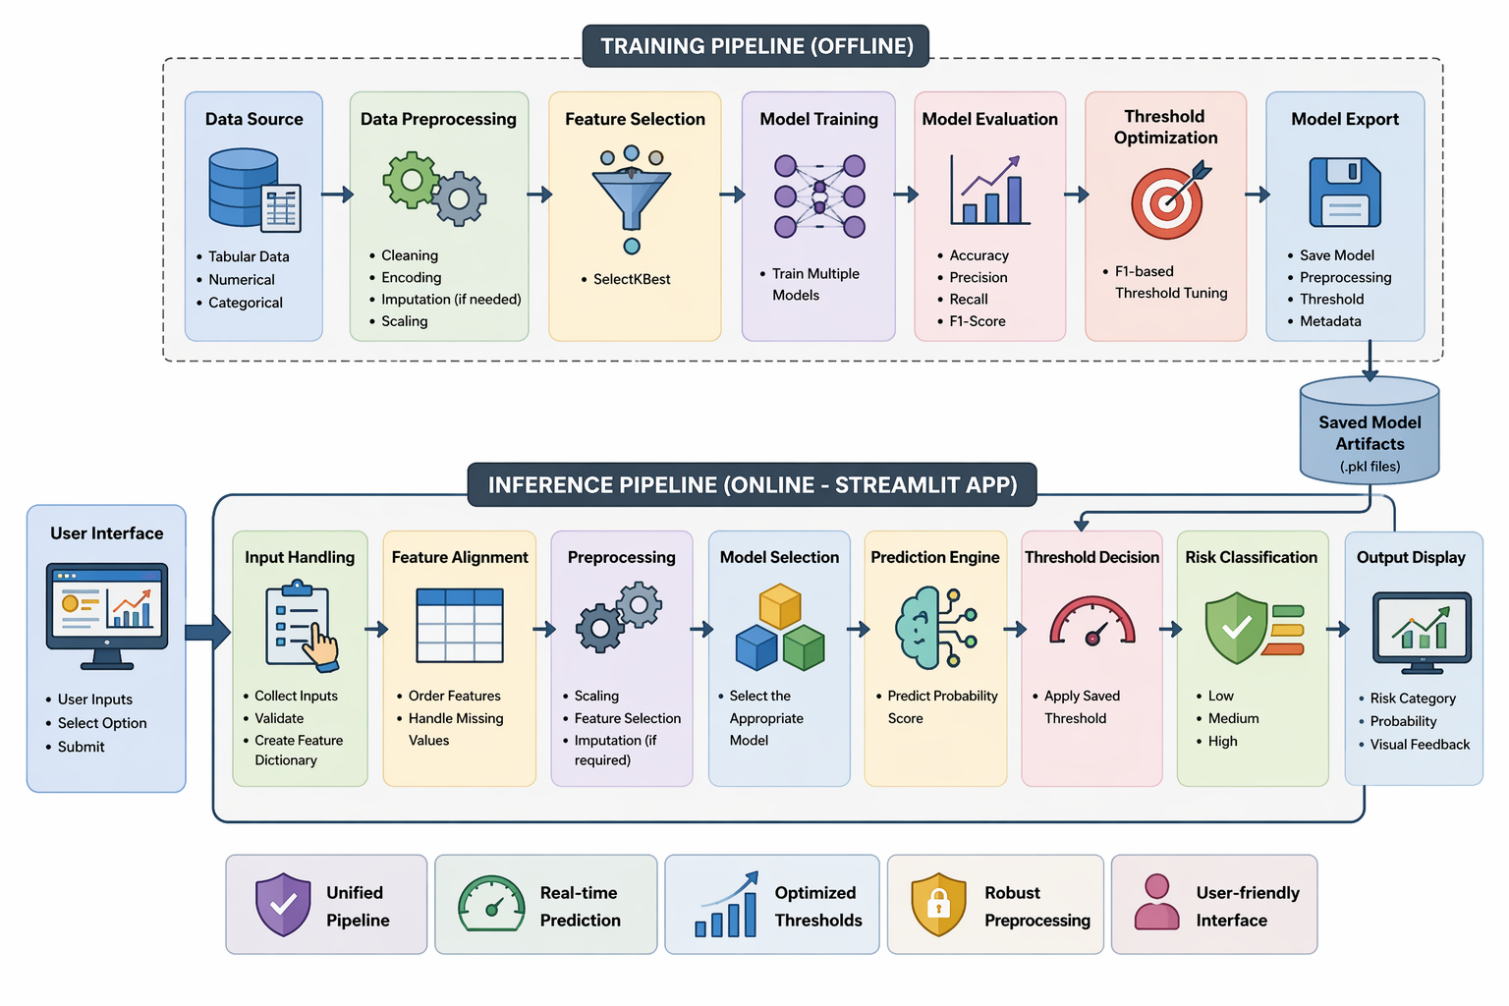 TRAINING PIPELINE (OFFLINE)
Data Source
• Tabular Data
• Numerical
• Categorical
Data Preprocessing
• Cleaning
• Encoding
• Imputation (if needed)
• Scaling
Feature Selection
• SelectKBest
Model Training
• Train Multiple
Models
Model Evaluation
• Accuracy
• Precision
• Recall
• F1-Score
Threshold
Optimization
• F1-based
Threshold Tuning
Model Export
• Save Model
• Preprocessing
• Threshold
• Metadata
Saved Model
Artifacts
(.pkl files)
INFERENCE PIPELINE (ONLINE - STREAMLIT APP)
User Interface
• User Inputs
• Select Option
• Submit
Input Handling
• Collect Inputs
• Validate
• Create Feature
Dictionary
Feature Alignment
• Order Features
• Handle Missing
Values
Preprocessing
• Scaling
• Feature Selection
• Imputation (if
required)
Model Selection
• Select the
Appropriate
Model
Prediction Engine
• Predict Probability
Score
Threshold Decision
• Apply Saved
Threshold
Risk Classification
• Low
• Medium
• High
Output Display
• Risk Category
• Probability
• Visual Feedback
Unified
Pipeline
Real-time
Prediction
Optimized
Thresholds
Robust
Preprocessing
User-friendly
Interface